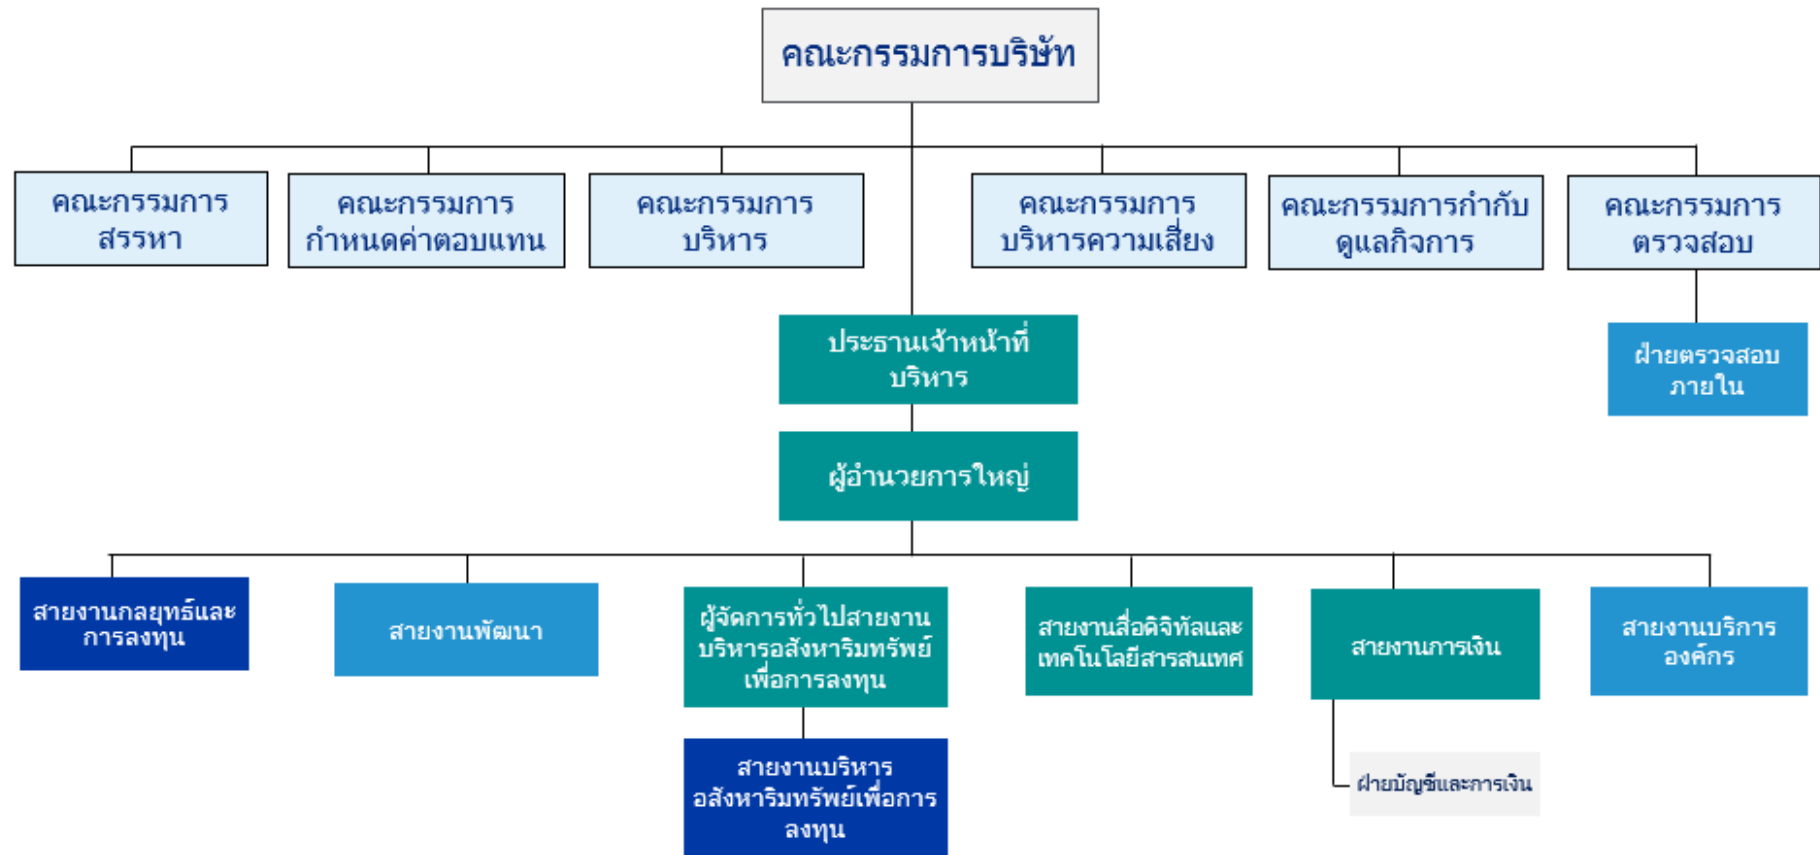 คณะกรรมการบริษัท
คณะกรรมการ
สรรหา
คณะกรรมการ
กำหนดค่าตอบแทน
คณะกรรมการ
บริหาร
คณะกรรมการ
บริหารความเสี่ยง
คณะกรรมการกำกับ
ดูแลกิจการ
คณะกรรมการ
ตรวจสอบ
ประธานเจ้าหน้าที่
บริหาร
ฝ่ายตรวจสอบ
ภายใน
ผู้อำนวยการใหญ่
สายงานกลยุทธ์และ
การลงทุน
สายงานพัฒนา
ผู้จัดการทั่วไปสายงาน
บริหารอสังหาริมทรัพย์
เพื่อการลงทุน
สายงานสื่อดิจิทัลและ
เทคโนโลยีสารสนเทศ
สายงานการเงิน
สายงานบริการ
องค์กร
สายงานบริหาร
อสังหาริมทรัพย์เพื่อการ
ลงทุน
ฝ่ายบัญชีและการเงิน